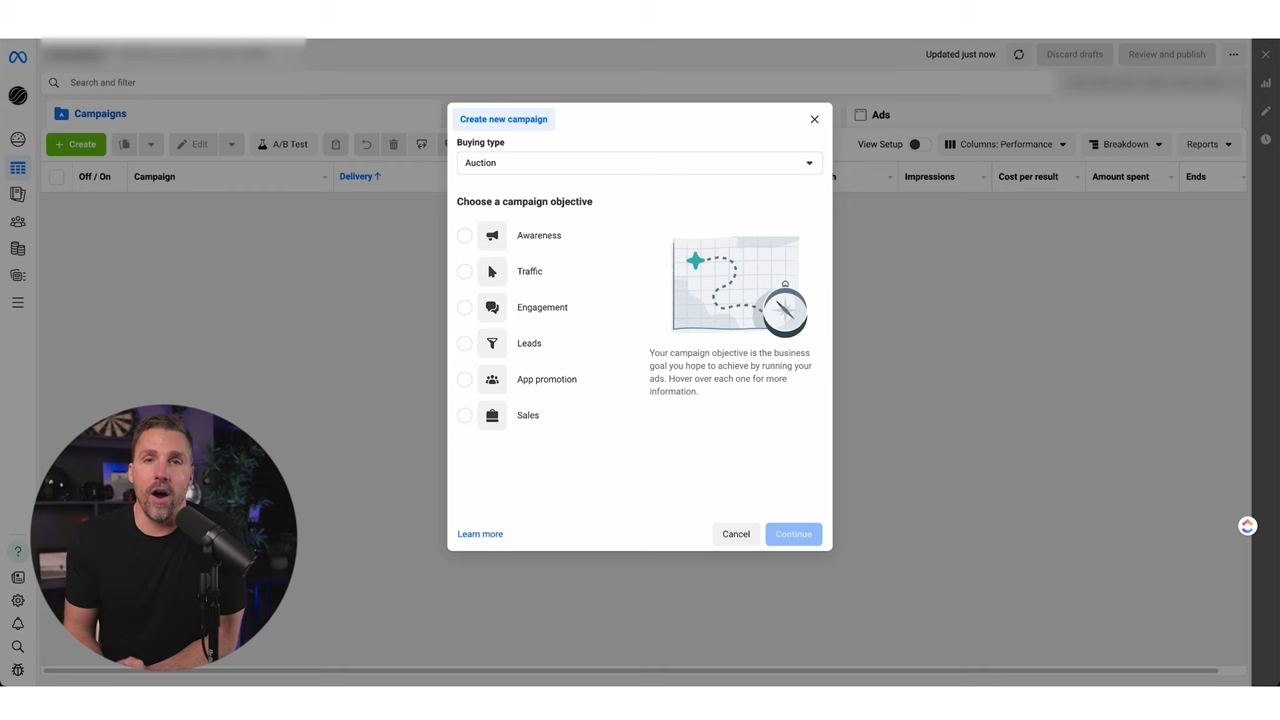 Updated just now
Discard drafts
Review and publish
Search and filter
Campaigns
Ads
+ Create
Edit
A/B Test
View Setup
Columns: Performance
Breakdown
Reports
Off / On
Campaign
Delivery ↑
Impressions
Cost per result
Amount spent
Ends
Create new campaign
Buying type
Auction
Choose a campaign objective
Awareness
Traffic
Engagement
Leads
App promotion
Sales
Your campaign objective is the business
goal you hope to achieve by running your
ads. Hover over each one for more
information.
Learn more
Cancel
Continue